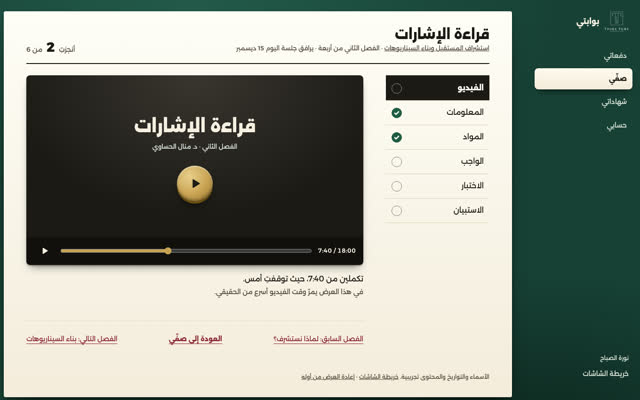 بوابتي
THINK TANK
دفعاتي
صفّي
شهاداتي
حسابي
نورة الصباح
خريطة الشاشات
قراءة الإشارات
استشراف المستقبل وبناء السيناريوهات · الفصل الثاني من أربعة · يرافق جلسة اليوم 15 ديسمبر
أنجزتِ 2 من 6
الفيديو
المعلومات
المواد
الواجب
الاختبار
الاستبيان
قراءة الإشارات
الفصل الثاني · د. منال الحساوي
7:40 / 18:00
تكملين من 7:40، حيث توقفتِ أمس.
في هذا العرض يمرّ وقت الفيديو أسرع من الحقيقي.
الفصل السابق: لماذا نستشرف؟
العودة إلى صفّي
الفصل التالي: بناء السيناريوهات
الأسماء والتواريخ والمحتوى تجريبية. خريطة الشاشات · إعادة العرض من أوله